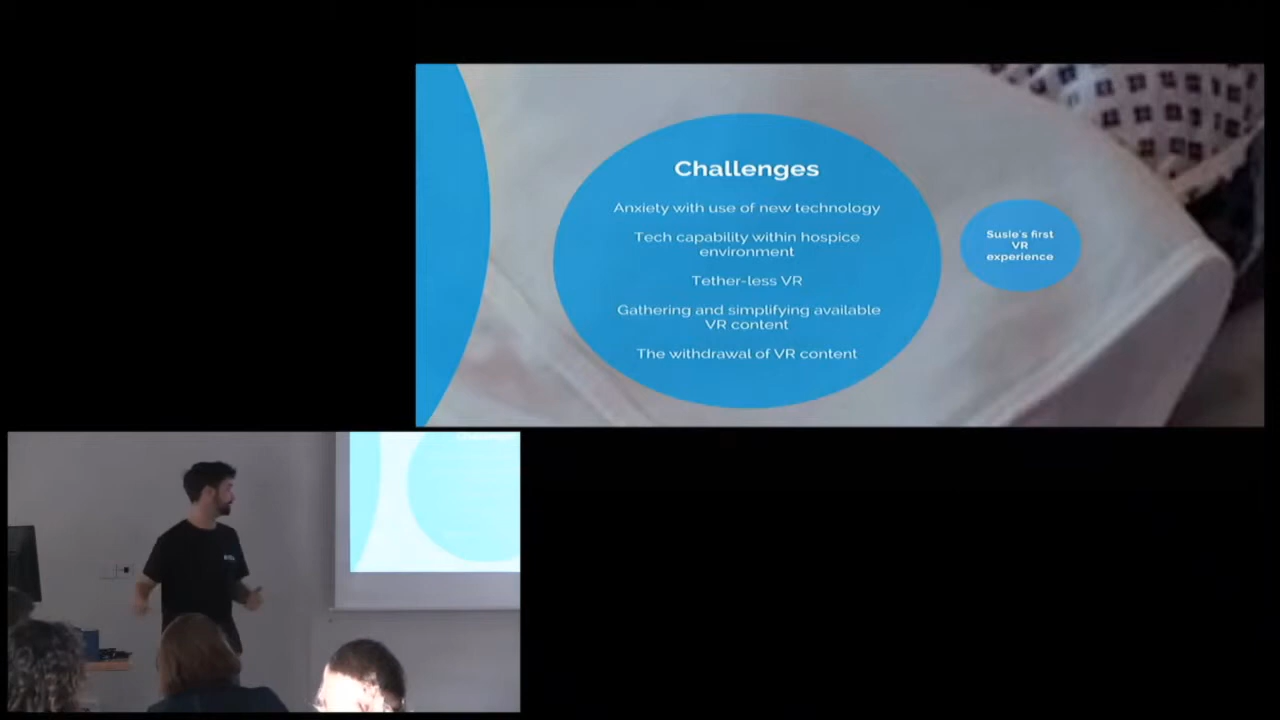 Challenges
Anxiety with use of new technology
Tech capability within hospice
environment
Tether-less VR
Gathering and simplifying available
VR content
The withdrawal of VR content
Susie's first
VR
experience